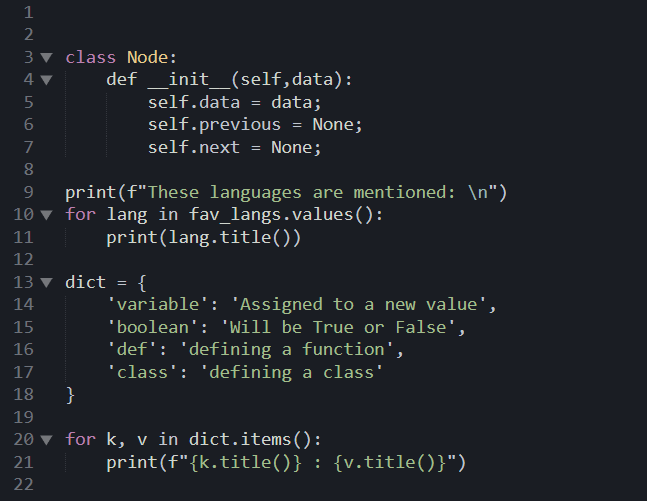 1
2
3 class Node:
4     def __init__(self,data):
5         self.data = data;
6         self.previous = None;
7         self.next = None;
8
9 print(f"These languages are mentioned: \n")
10 for lang in fav_langs.values():
11     print(lang.title())
12
13 dict = {
14     'variable': 'Assigned to a new value',
15     'boolean': 'Will be True or False',
16     'def': 'defining a function',
17     'class': 'defining a class'
18 }
19
20 for k, v in dict.items():
21     print(f"{k.title()} : {v.title()}")
22